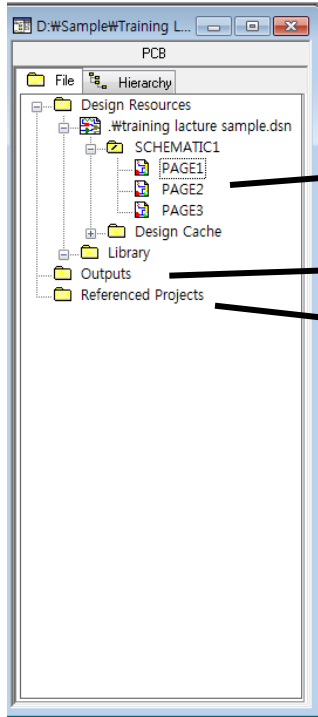 D:₩Sample₩Training L...
PCB
File Hierarchy
Design Resources
.₩training lacture sample.dsn
SCHEMATIC1
PAGE1
PAGE2
PAGE3
Design Cache
Library
Outputs
Referenced Projects